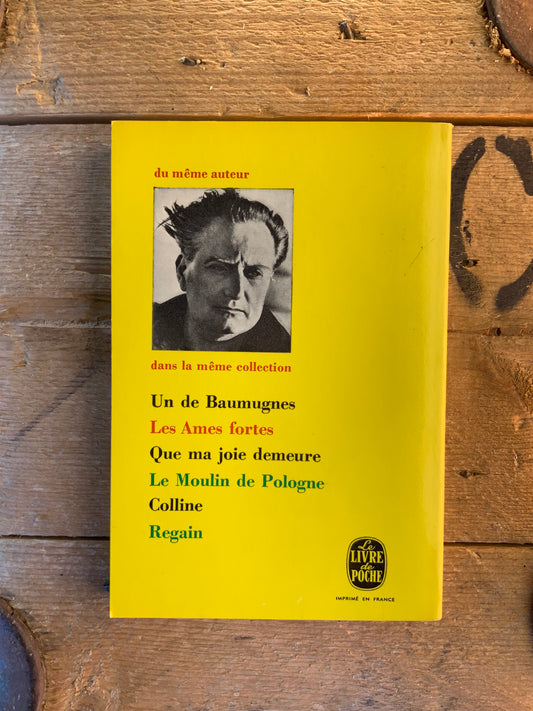 du même auteur
dans la même collection
Un de Baumugnes
Les Ames fortes
Que ma joie demeure
Le Moulin de Pologne
Colline
Regain
Le
LIVRE
de
POCHE
IMPRIMÉ EN FRANCE